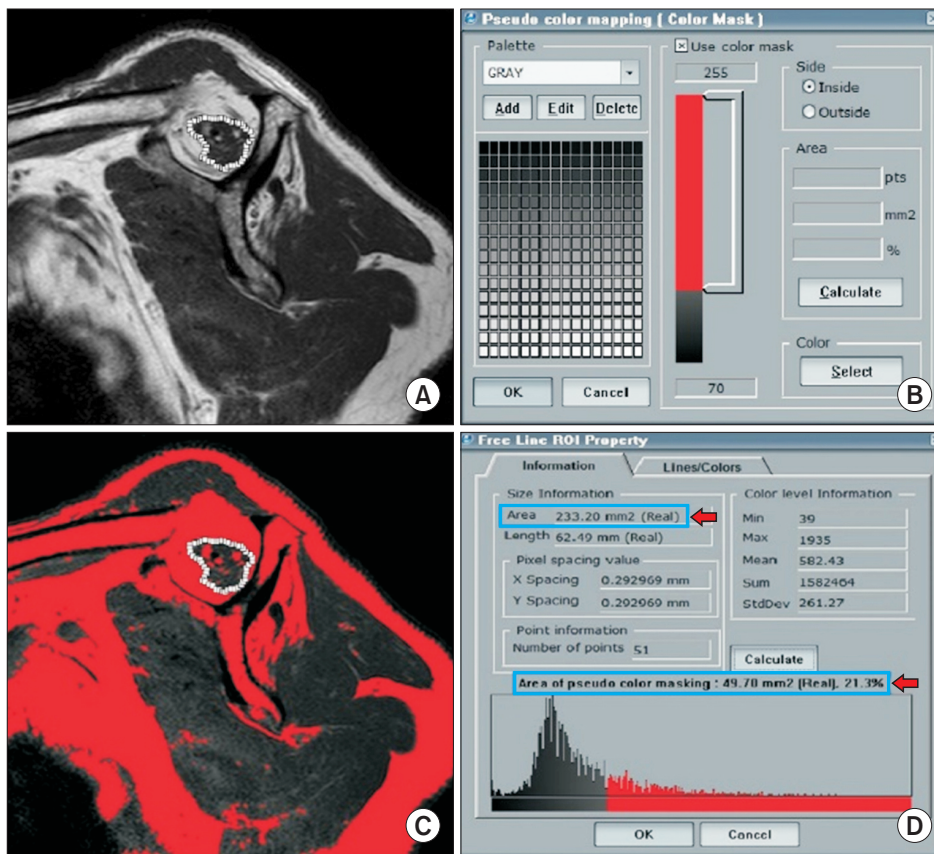 A
Pseudo color mapping ( Color Mask )
Palette
GRAY
Add Edit Delete
OK Cancel
Use color mask
255
70
Side
Inside
Outside
Area
pts
mm2
%
Calculate
Color
Select
B
C
Free Line ROI Property
Information Lines/Colors
Size Information
Area 233.20 mm2 (Real)
Length 62.49 mm (Real)
Pixel spacing value
X Spacing 0.292969 mm
Y Spacing 0.292969 mm
Point information
Number of points 51
Color level Information
Min 39
Max 1935
Mean 582.43
Sum 1582464
StdDev 261.27
Calculate
Area of pseudo color masking : 49.70 mm2 (Real), 21.3%
OK Cancel
D